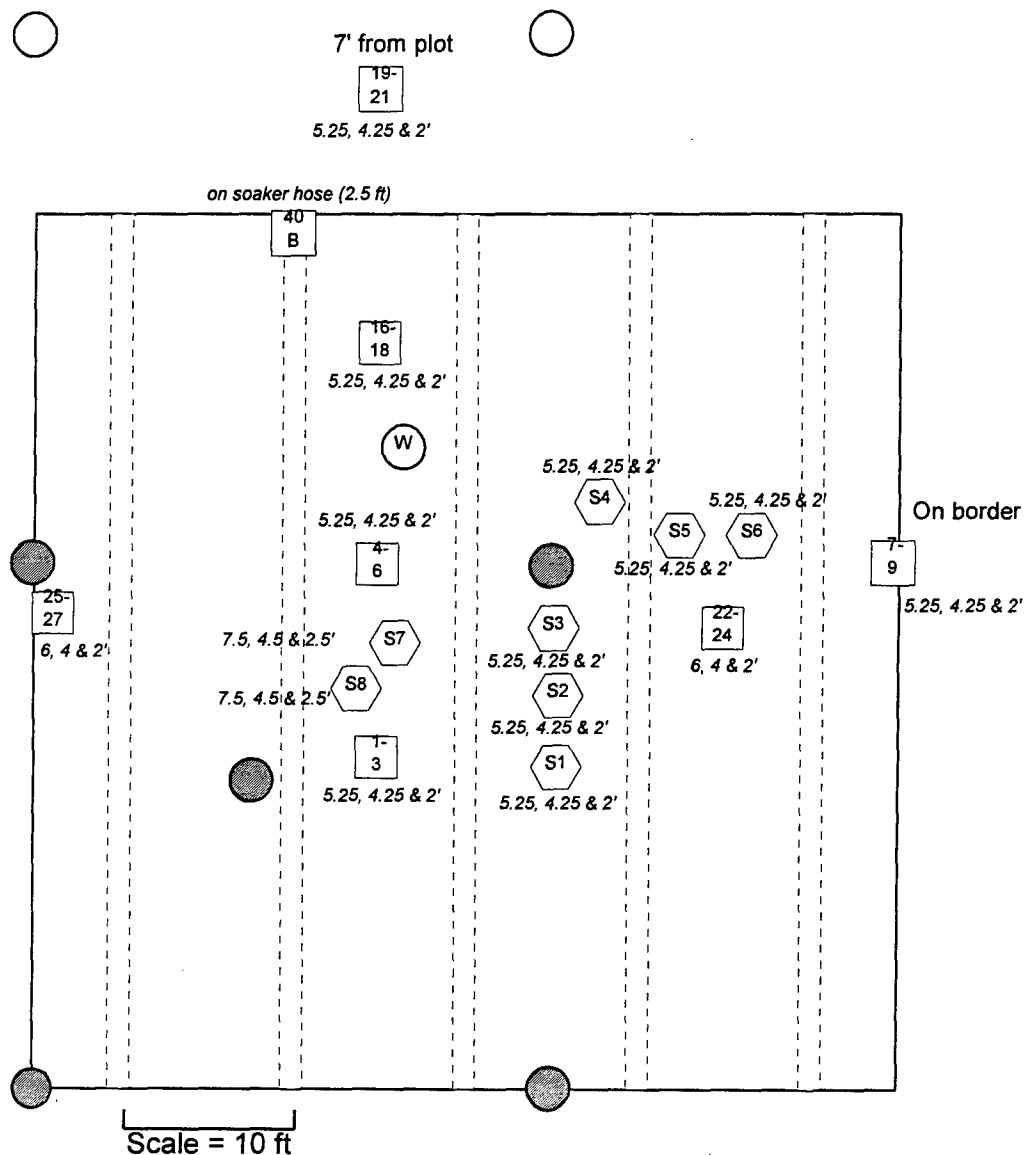 7' from plot
19-
21
5.25, 4.25 & 2'
on soaker hose (2.5 ft)
40
B
16-
18
5.25, 4.25 & 2'
W
5.25, 4.25 & 2'
S4
5.25, 4.25 & 2'
S6
S5
5.25, 4.25 & 2'
On border
7-
9
5.25, 4.25 & 2'
5.25, 4.25 & 2'
4-
6
25-
27
6, 4 & 2'
S3
5.25, 4.25 & 2'
22-
24
6, 4 & 2'
7.5, 4.5 & 2.5'
S7
7.5, 4.5 & 2.5'
S8
S2
5.25, 4.25 & 2'
1-
3
5.25, 4.25 & 2'
S1
5.25, 4.25 & 2'
Scale = 10 ft